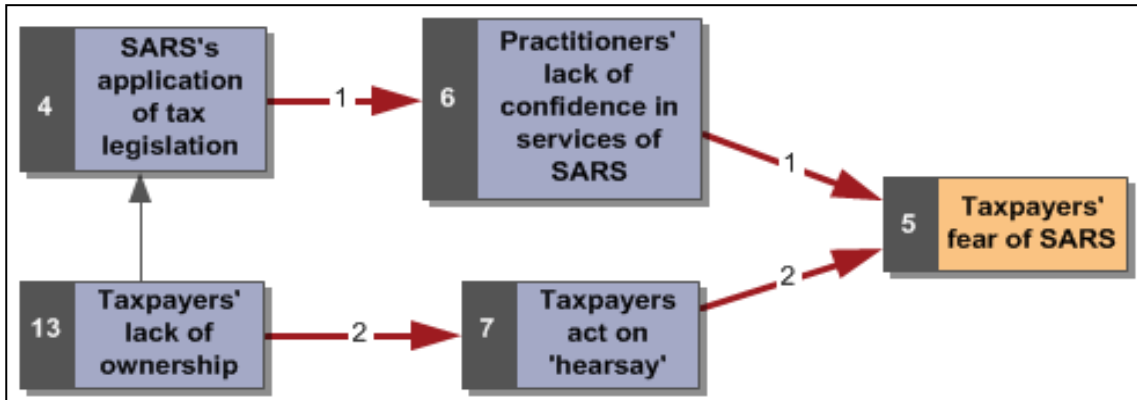 4
SARS's
application
of tax
legislation
1
6
Practitioners'
lack of
confidence in
services of
SARS
1
5
Taxpayers'
fear of SARS
13
Taxpayers'
lack of
ownership
2
7
Taxpayers
act on
'hearsay'
2